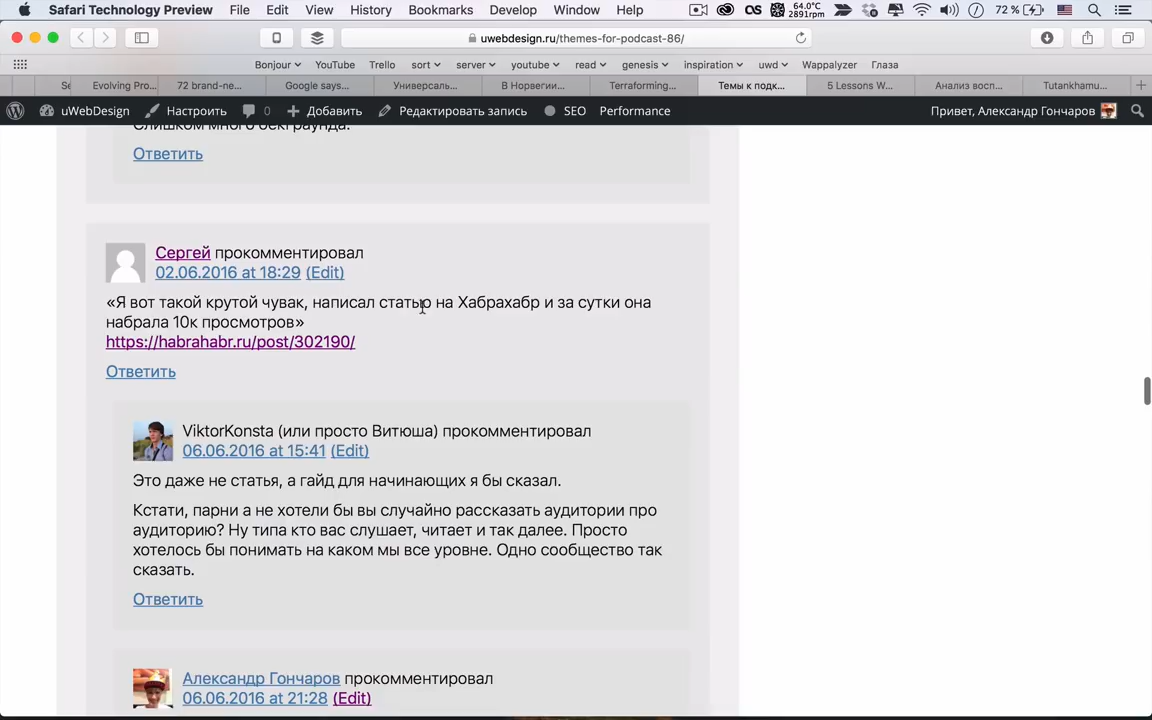 Safari Technology Preview File Edit View History Bookmarks Develop Window Help 64.0°C 2891rpm 72 %
uwebdesign.ru/themes-for-podcast-86/
Bonjour YouTube Trello sort server youtube read genesis inspiration uwd Wappalyzer Глаза
Se Evolving Pro... 72 brand-ne... Google says... Универсаль... В Норвегии... Terraforming... Темы к подк... 5 Lessons W... Анализ восп... Tutankhamu...
uWebDesign Настроить 0 Добавить Редактировать запись SEO Performance Привет, Александр Гончаров
Слишком много бекграунда.
Ответить
Сергей прокомментировал
02.06.2016 at 18:29 (Edit)
«Я вот такой крутой чувак, написал статью на Хабрахабр и за сутки она
набрала 10к просмотров»
https://habrahabr.ru/post/302190/
Ответить
ViktorKonsta (или просто Витюша) прокомментировал
06.06.2016 at 15:41 (Edit)
Это даже не статья, а гайд для начинающих я бы сказал.
Кстати, парни а не хотели бы вы случайно рассказать аудитории про
аудиторию? Ну типа кто вас слушает, читает и так далее. Просто
хотелось бы понимать на каком мы все уровне. Одно сообщество так
сказать.
Ответить
Александр Гончаров прокомментировал
06.06.2016 at 21:28 (Edit)